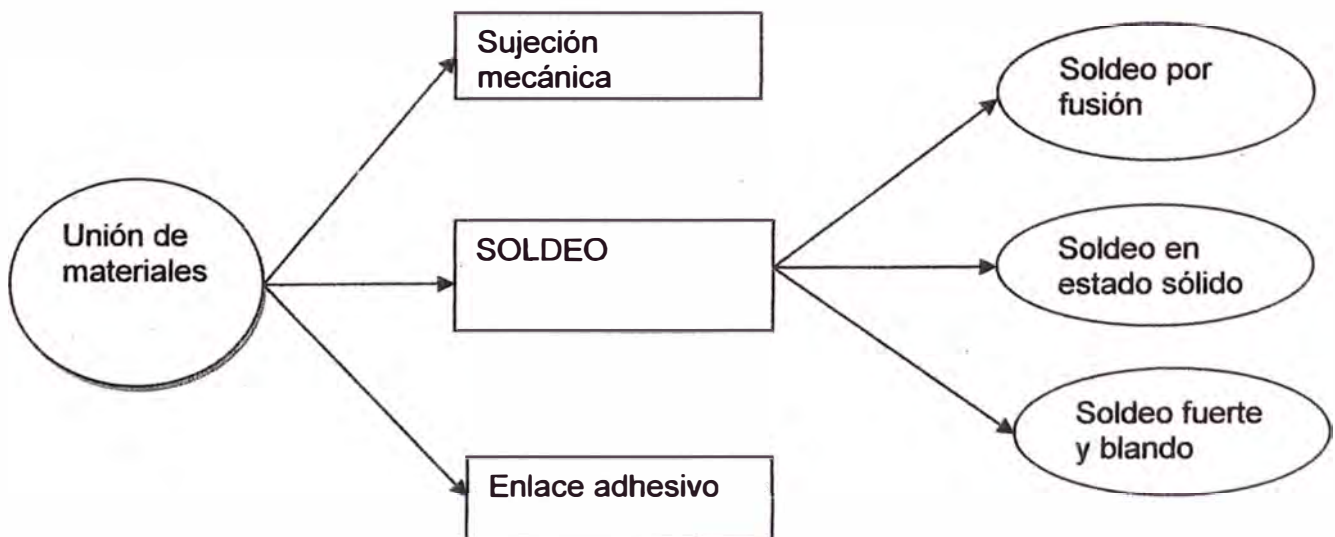 Sujeción
mecánica
Soldeo por
fusión
Unión de
materiales
SOLDEO
Soldeo en
estado sólido
Soldeo fuerte
y blando
Enlace adhesivo